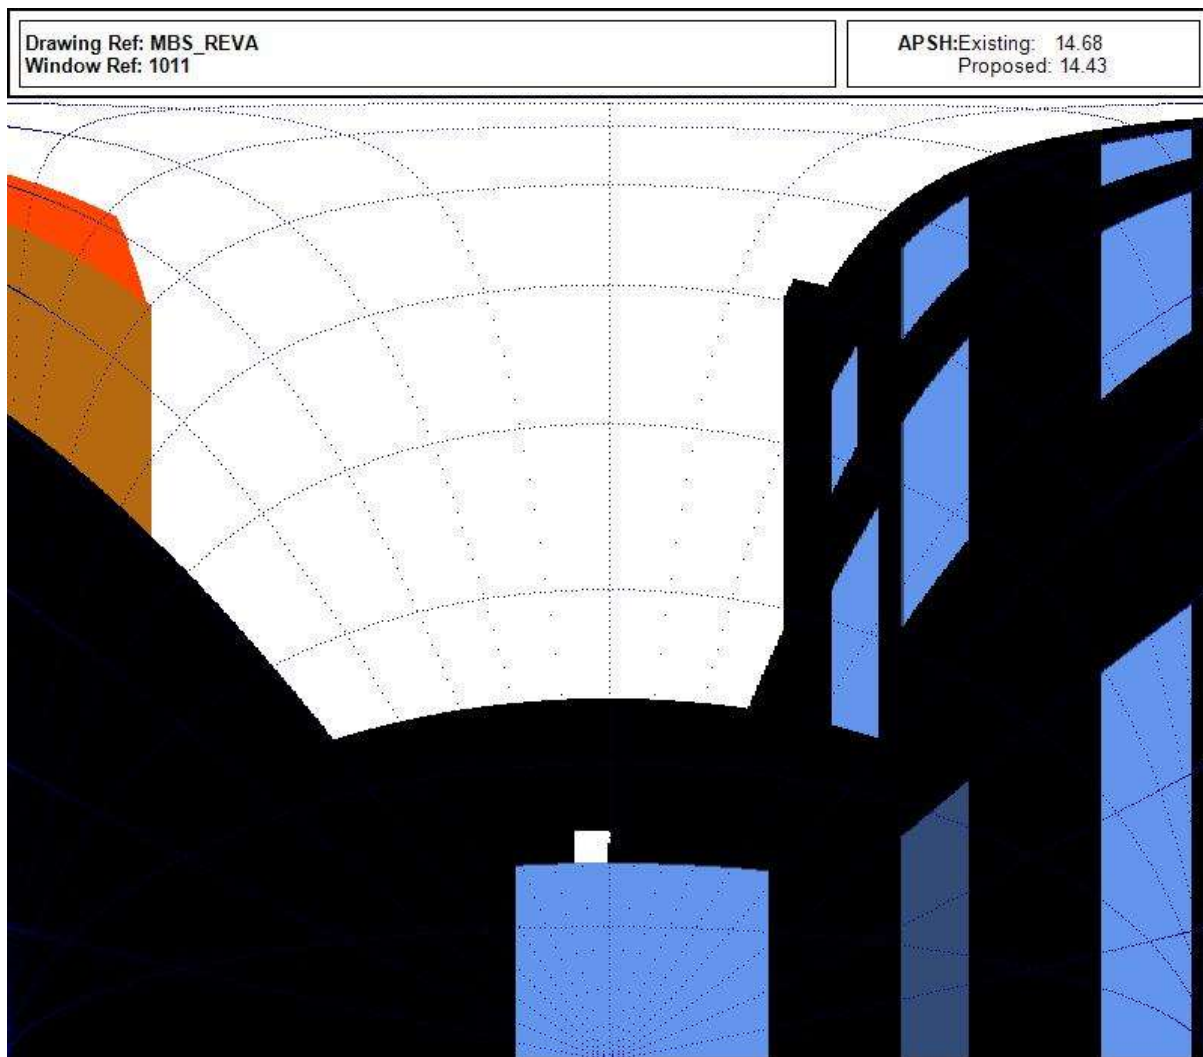 Drawing Ref: MBS_REVA
Window Ref: 1011
APSH:Existing: 14.68
Proposed: 14.43